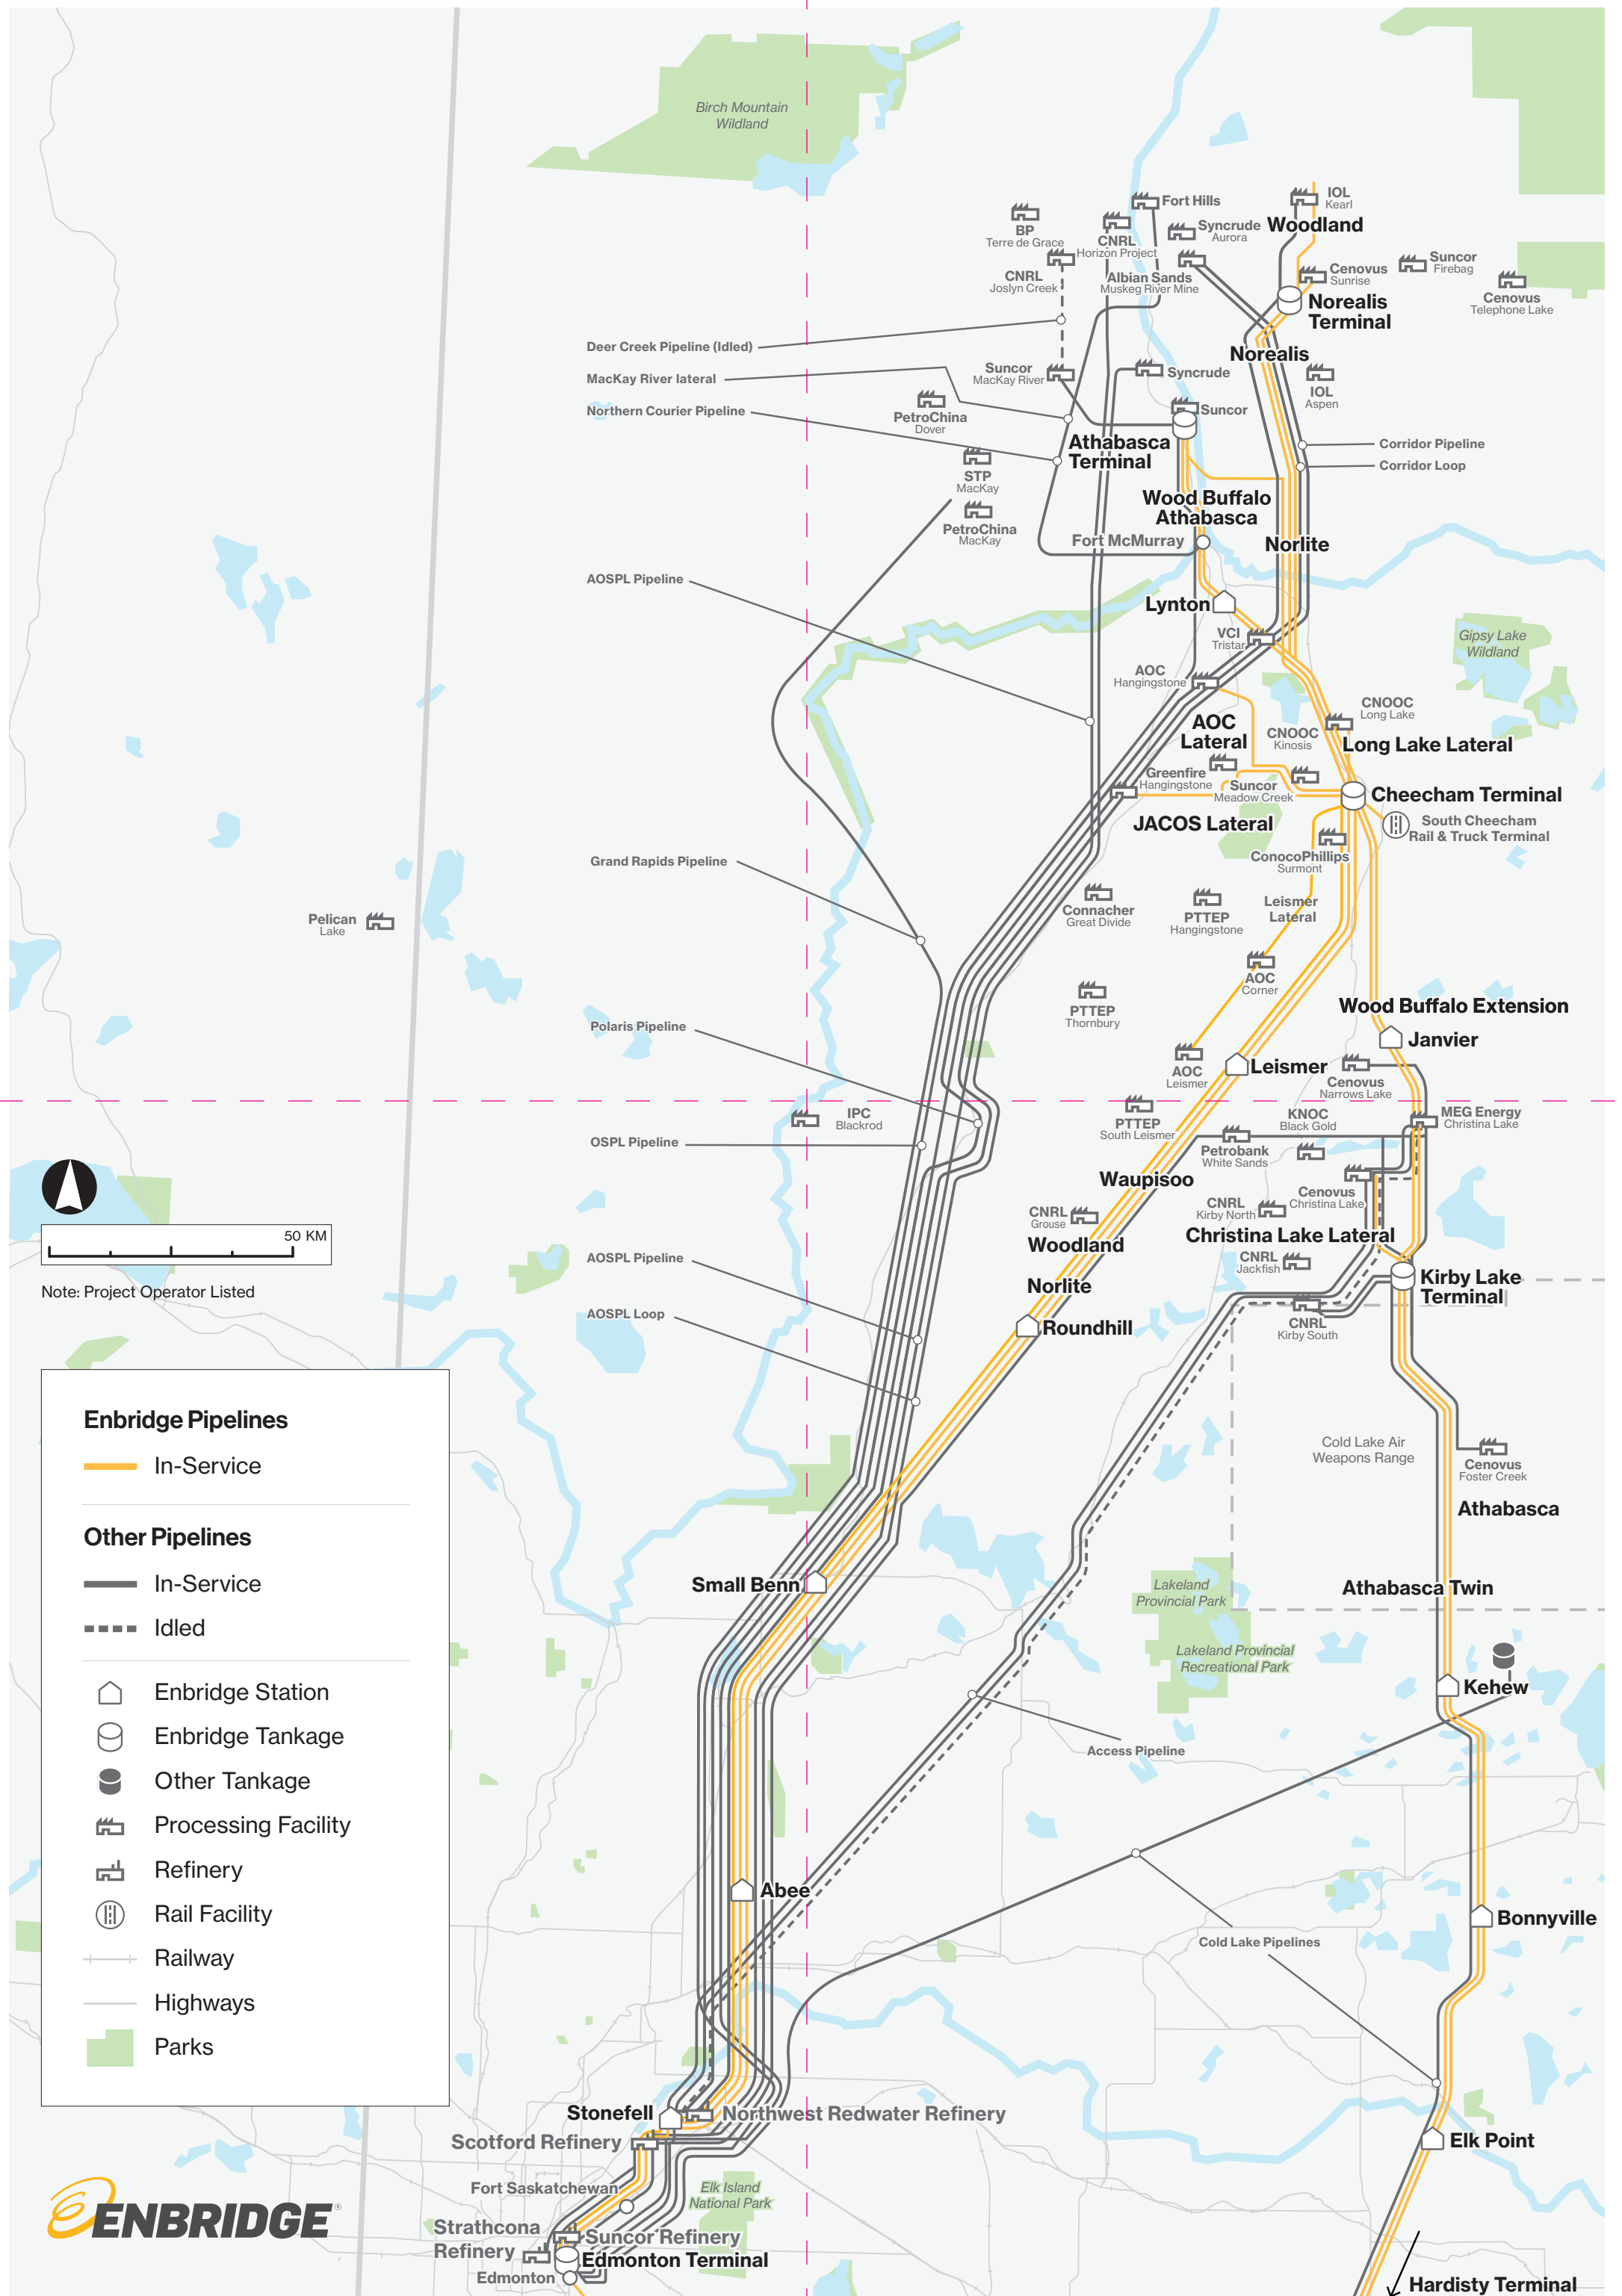 Birch Mountain
Wildland
Fort Hills
IOL
Kearl
Woodland
BP
Terre de Grace
CNRL
Horizon Project
Syncrude
Aurora
CNRL
Joslyn Creek
Albian Sands
Muskeg River Mine
Cenovus
Sunrise
Suncor
Firebag
Cenovus
Telephone Lake
Norealis
Terminal
Deer Creek Pipeline (Idled)
Norealis
MacKay River lateral
Suncor
MacKay River
Syncrude
IOL
Aspen
Northern Courier Pipeline
PetroChina
Dover
Suncor
Athabasca
Terminal
Corridor Pipeline
Corridor Loop
STP
MacKay
Wood Buffalo
Athabasca
PetroChina
MacKay
Fort McMurray
Norlite
AOSPL Pipeline
Lynton
VCI
Tristar
Gipsy Lake
Wildland
AOC
Hangingstone
CNOOC
Long Lake
AOC
Lateral
CNOOC
Kinosis
Long Lake Lateral
Greenfire
Hangingstone
Suncor
Meadow Creek
Cheecham Terminal
JACOS Lateral
South Cheecham
Rail & Truck Terminal
Grand Rapids Pipeline
ConocoPhillips
Surmont
Connacher
Great Divide
PTTEP
Hangingstone
Leismer
Lateral
Pelican
Lake
AOC
Corner
PTTEP
Thornbury
Wood Buffalo Extension
Polaris Pipeline
Janvier
AOC
Leismer
Leismer
Cenovus
Narrows Lake
IPC
Blackrod
PTTEP
South Leismer
KNOC
Black Gold
MEG Energy
Christina Lake
OSPL Pipeline
Petrobank
White Sands
Waupisoo
Cenovus
Christina Lake
CNRL
Kirby North
CNRL
Grouse
Christina Lake Lateral
50 KM
Woodland
AOSPL Pipeline
CNRL
Jackfish
Note: Project Operator Listed
Norlite
Kirby Lake
Terminal
AOSPL Loop
Roundhill
CNRL
Kirby South
Enbridge Pipelines
In-Service
Other Pipelines
In-Service
Idled
Enbridge Station
Enbridge Tankage
Other Tankage
Processing Facility
Refinery
Rail Facility
Railway
Highways
Parks
Cold Lake Air
Weapons Range
Cenovus
Foster Creek
Athabasca
Small Benn
Lakeland
Provincial Park
Athabasca Twin
Lakeland Provincial
Recreational Park
Kehew
Access Pipeline
Abee
Bonnyville
Cold Lake Pipelines
Stonefell
Northwest Redwater Refinery
Scotford Refinery
Elk Point
Fort Saskatchewan
Elk Island
National Park
ENBRIDGE®
Strathcona
Refinery
Suncor Refinery
Edmonton Terminal
Edmonton
Hardisty Terminal